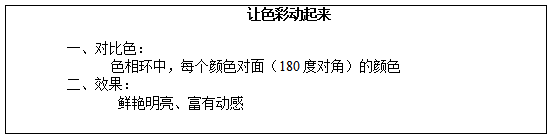 让色彩动起来
一、对比色：
色相环中，每个颜色对面（180度对角）的颜色
二、效果：
鲜艳明亮、富有动感